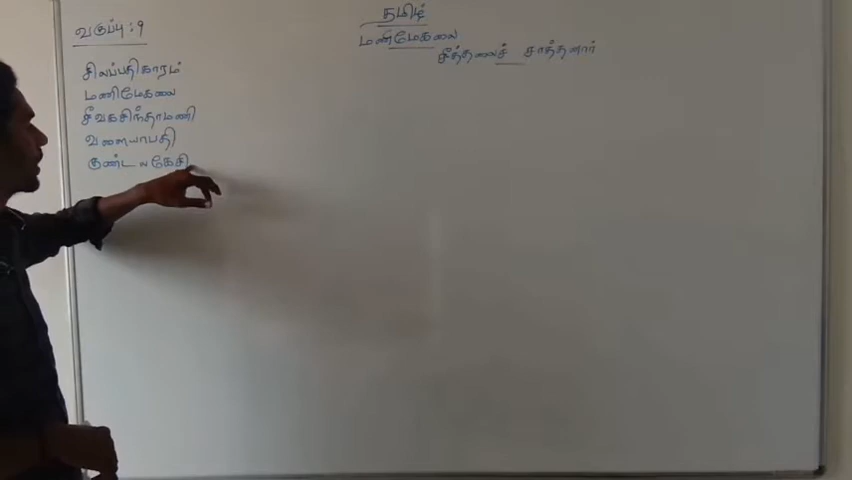 வகுப்பு : 9
தமிழ்
மணிமேகலை
சீத்தலைச் சாத்தனார்
சிலப்பதிகாரம்
மணிமேகலை
சீவகசிந்தாமணி
வளையாபதி
குண்டலகேசி